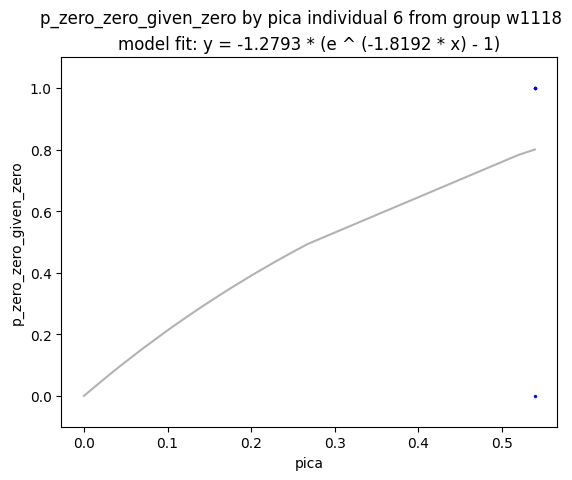 p_zero_zero_given_zero by pica individual 6 from group w1118
model fit: y = -1.2793 * (e ^ (-1.8192 * x) - 1)
p_zero_zero_given_zero
1.0
0.8
0.6
0.4
0.2
0.0
0.0 0.1 0.2 0.3 0.4 0.5
pica